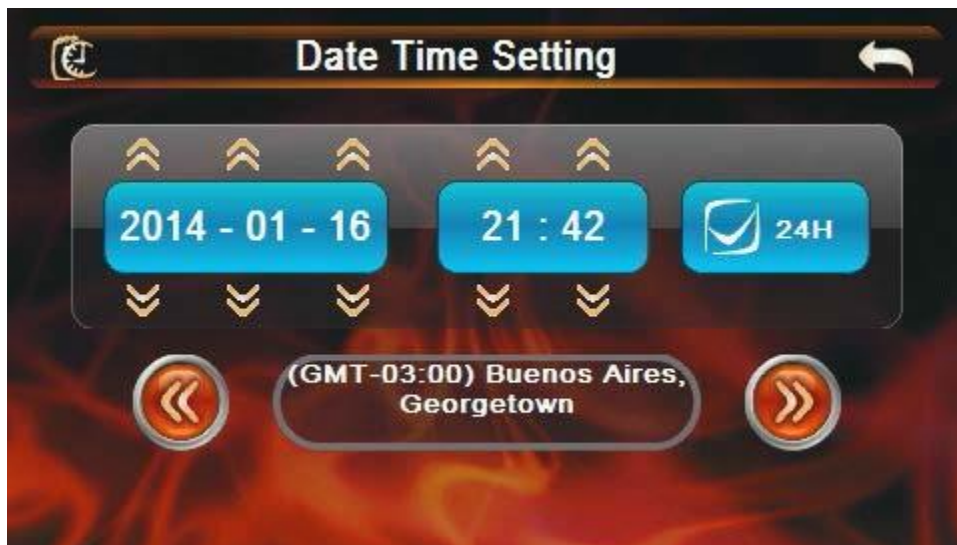 Date Time Setting
2014 - 01 - 16
21 : 42
24H
(GMT-03:00) Buenos Aires,
Georgetown